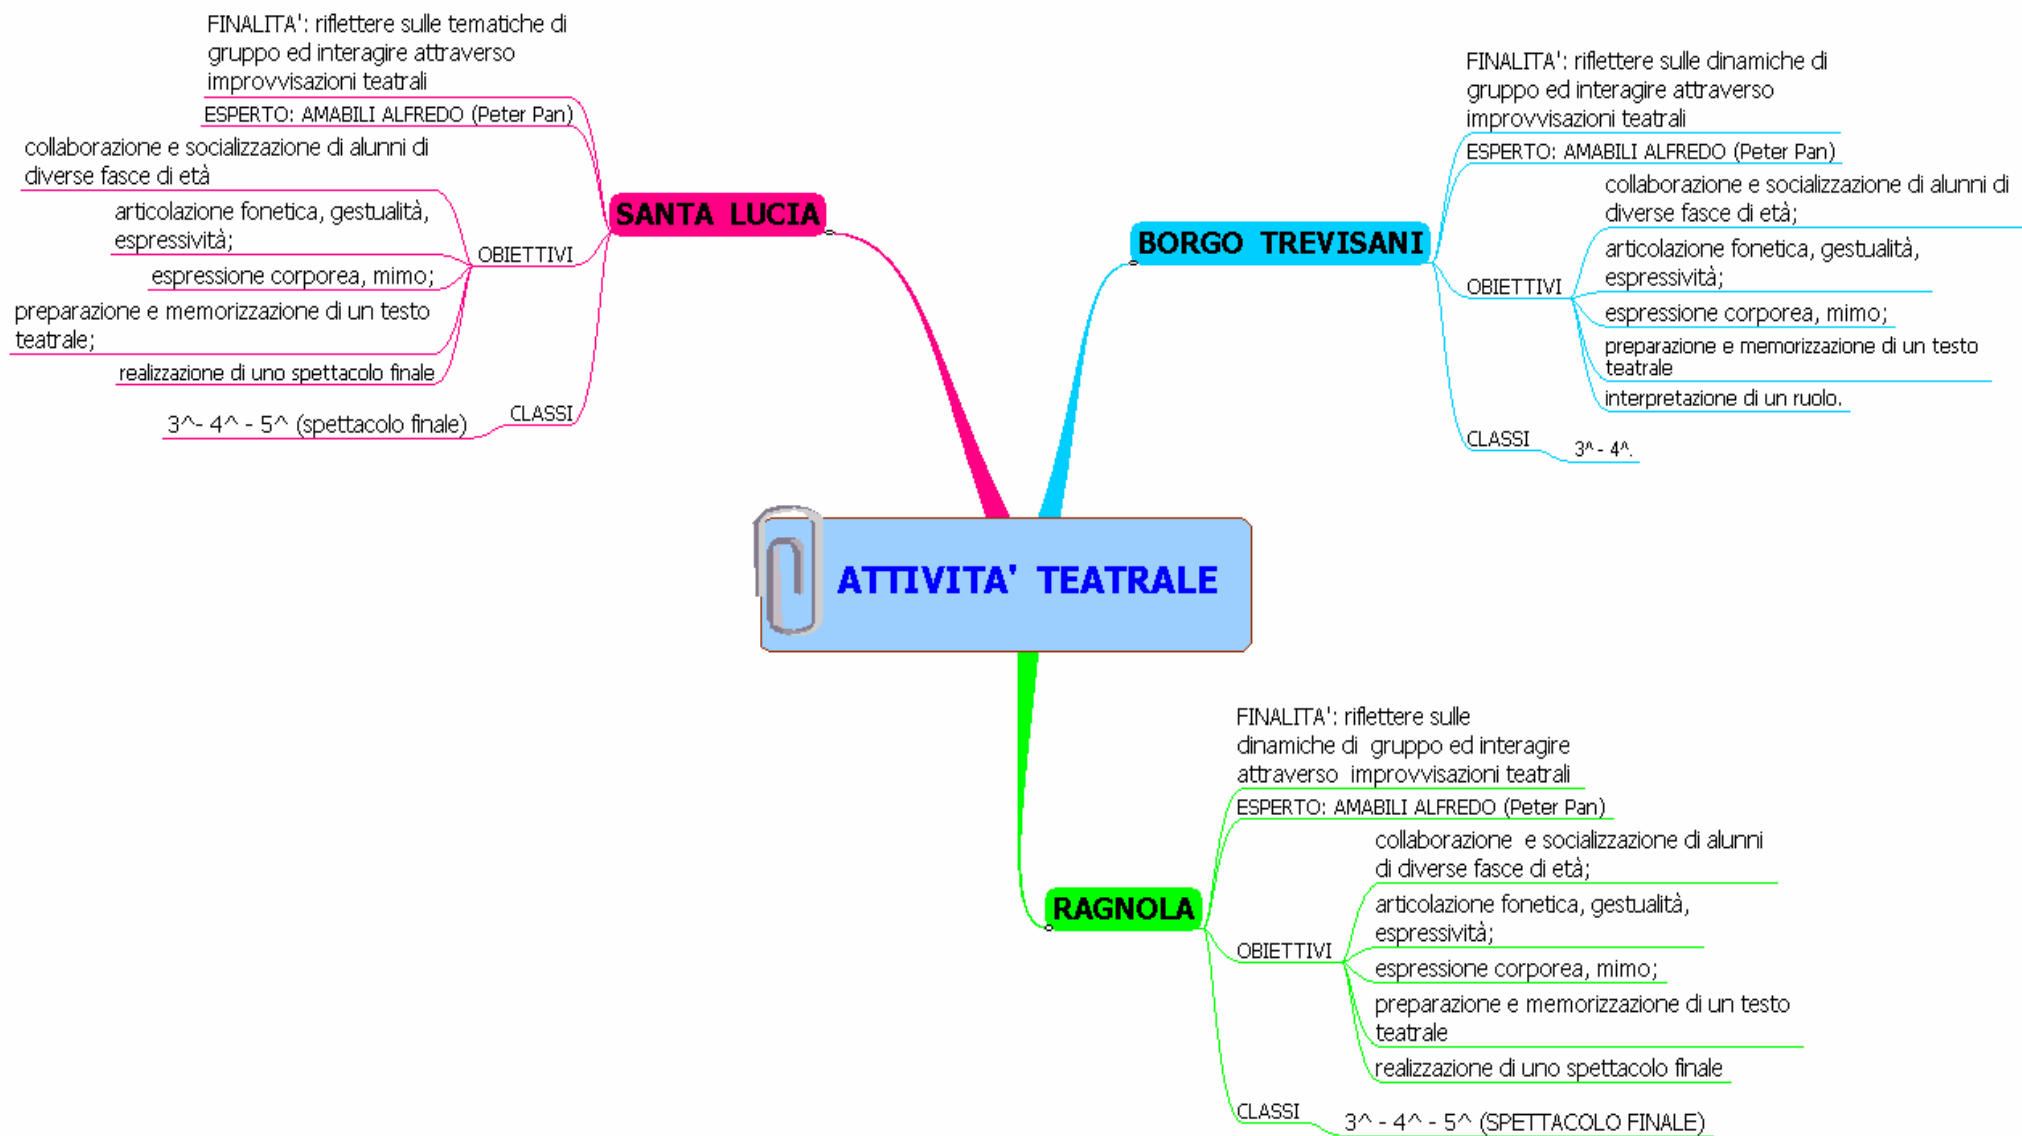 FINALITA': riflettere sulle tematiche di
gruppo ed interagire attraverso
improvvisazioni teatrali
ESPERTO: AMABILI ALFREDO (Peter Pan)
collaborazione e socializzazione di alunni di
diverse fasce di età
articolazione fonetica, gestualità,
espressività;
espressione corporea, mimo;
preparazione e memorizzazione di un testo
teatrale;
realizzazione di uno spettacolo finale
OBIETTIVI
3^- 4^ - 5^ (spettacolo finale)
CLASSI
SANTA LUCIA
BORGO TREVISANI
FINALITA': riflettere sulle dinamiche di
gruppo ed interagire attraverso
improvvisazioni teatrali
ESPERTO: AMABILI ALFREDO (Peter Pan)
OBIETTIVI
collaborazione e socializzazione di alunni di
diverse fasce di età;
articolazione fonetica, gestualità,
espressività;
espressione corporea, mimo;
preparazione e memorizzazione di un testo
teatrale
interpretazione di un ruolo.
CLASSI
3^ - 4^.
ATTIVITA' TEATRALE
RAGNOLA
FINALITA': riflettere sulle
dinamiche di gruppo ed interagire
attraverso improvvisazioni teatrali
ESPERTO: AMABILI ALFREDO (Peter Pan)
OBIETTIVI
collaborazione e socializzazione di alunni
di diverse fasce di età;
articolazione fonetica, gestualità,
espressività;
espressione corporea, mimo;
preparazione e memorizzazione di un testo
teatrale
realizzazione di uno spettacolo finale
CLASSI
3^ - 4^ - 5^ (SPETTACOLO FINALE)